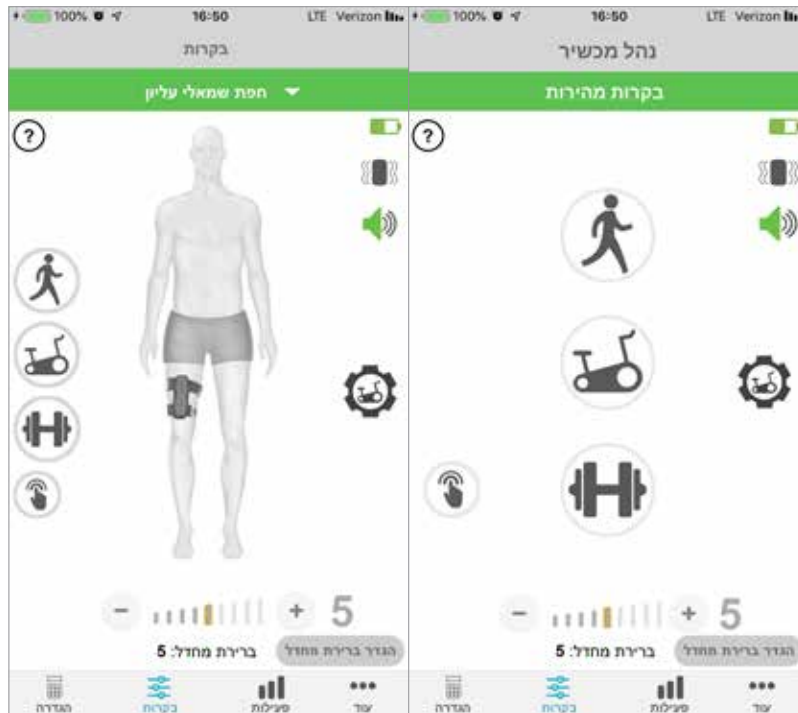 100% 16:50 LTE Verizon
בקרות
חפת שמאלי עליון
?
5
ברירת מחדל: 5
הגדר ברירת מחדל
הגדרה
בקרות
פעילות
עוד
100% 16:50 LTE Verizon
נהל מכשיר
בקרות מהירות
?
5
ברירת מחדל: 5
הגדר ברירת מחדל
הגדרה
בקרות
פעילות
עוד